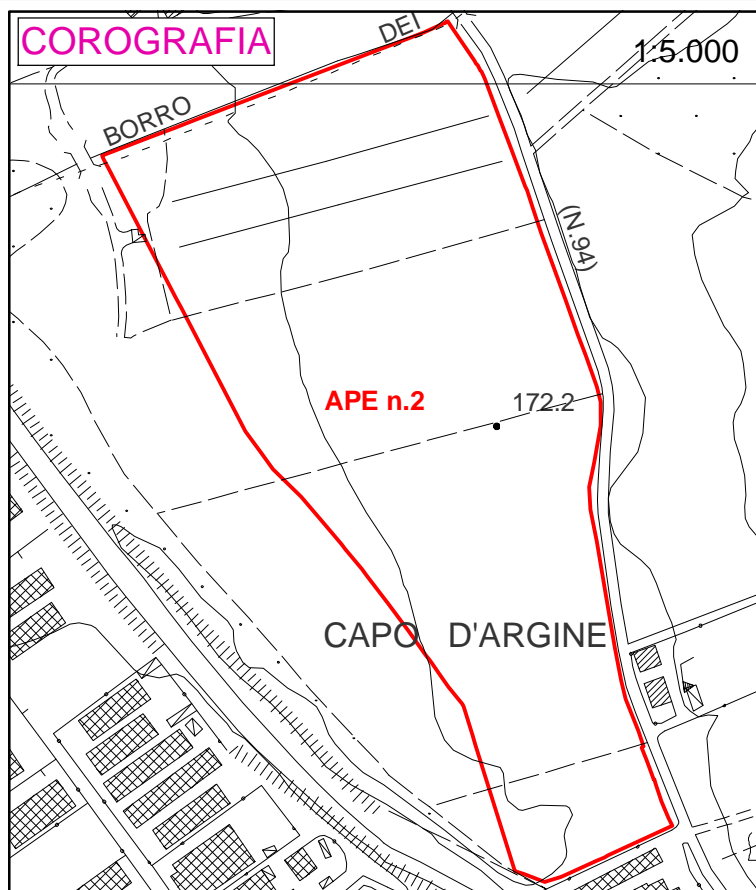 COROGRAFIA
1:5.000
BORRO DEI
(N.94)
APE n.2
172.2
CAPO D'ARGINE